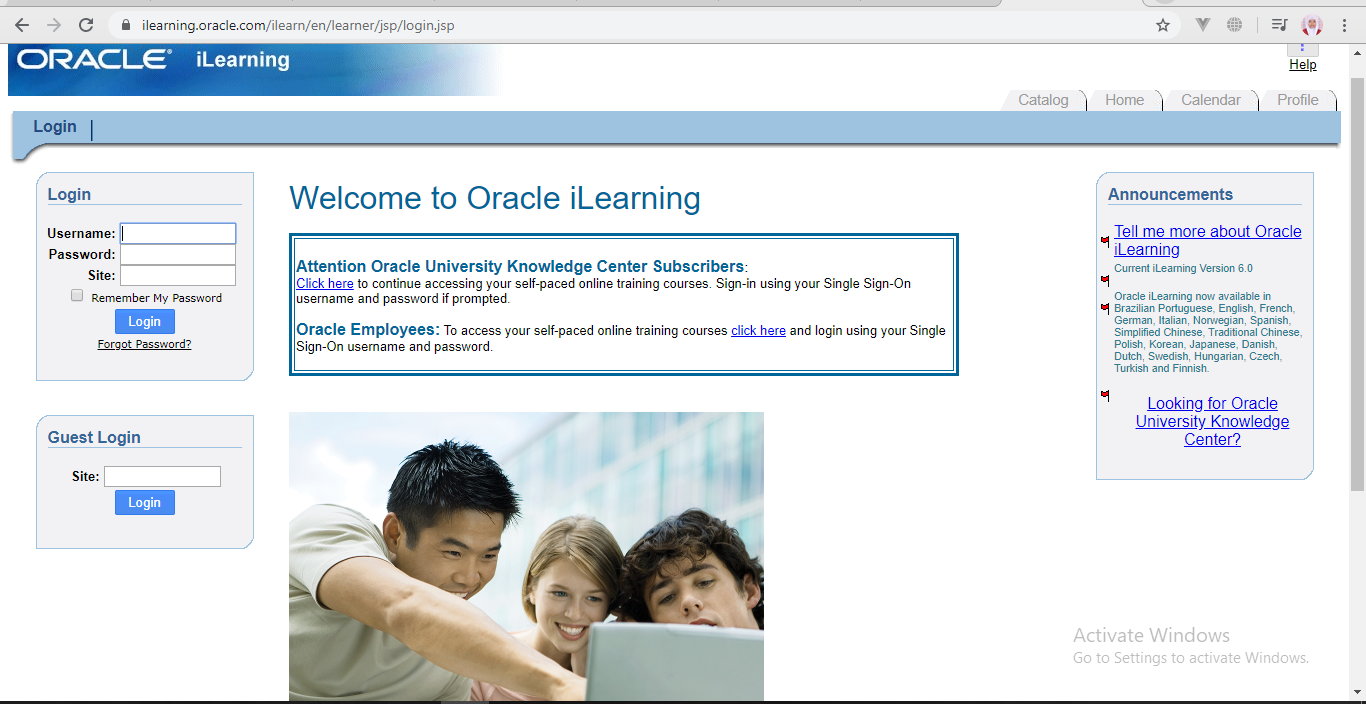 ilearning.oracle.com/ilearn/en/learner/jsp/login.jsp
ORACLE® iLearning
Help
Catalog
Home
Calendar
Profile
Login
Login
Username:
Password:
Site:
Remember My Password
Login
Forgot Password?
Guest Login
Site:
Login
Welcome to Oracle iLearning
Attention Oracle University Knowledge Center Subscribers:
Click here to continue accessing your self-paced online training courses. Sign-in using your Single Sign-On
username and password if prompted.
Oracle Employees: To access your self-paced online training courses click here and login using your Single
Sign-On username and password.
Announcements
Tell me more about Oracle
iLearning
Current iLearning Version 6.0
Oracle iLearning now available in
Brazilian Portuguese, English, French,
German, Italian, Norwegian, Spanish,
Simplified Chinese, Traditional Chinese,
Polish, Korean, Japanese, Danish,
Dutch, Swedish, Hungarian, Czech,
Turkish and Finnish.
Looking for Oracle
University Knowledge
Center?
Activate Windows
Go to Settings to activate Windows.